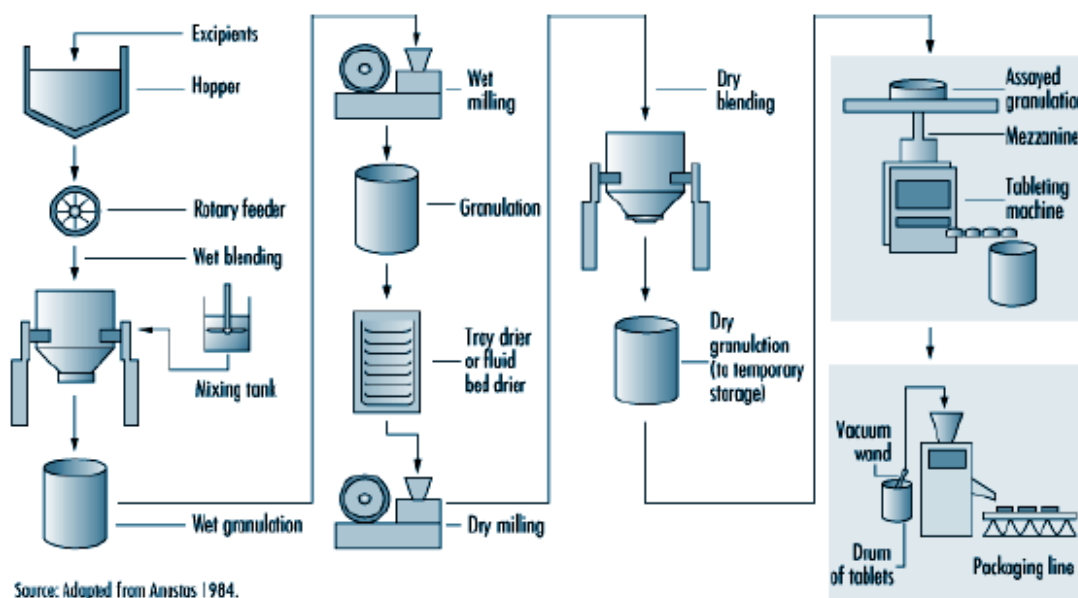 Excipients
Hopper
Rotary feeder
Wet blending
Mixing tank
Wet granulation
Wet
milling
Granulation
Tray drier
or fluid
bed drier
Dry milling
Dry
blending
Dry
granulation
(to temporary
storage)
Assayed
granulation
Mezzanine
Tableting
machine
Vacuum
wand
Drum
of tablets
Packaging line
Source: Adapted from Anastas 1984.